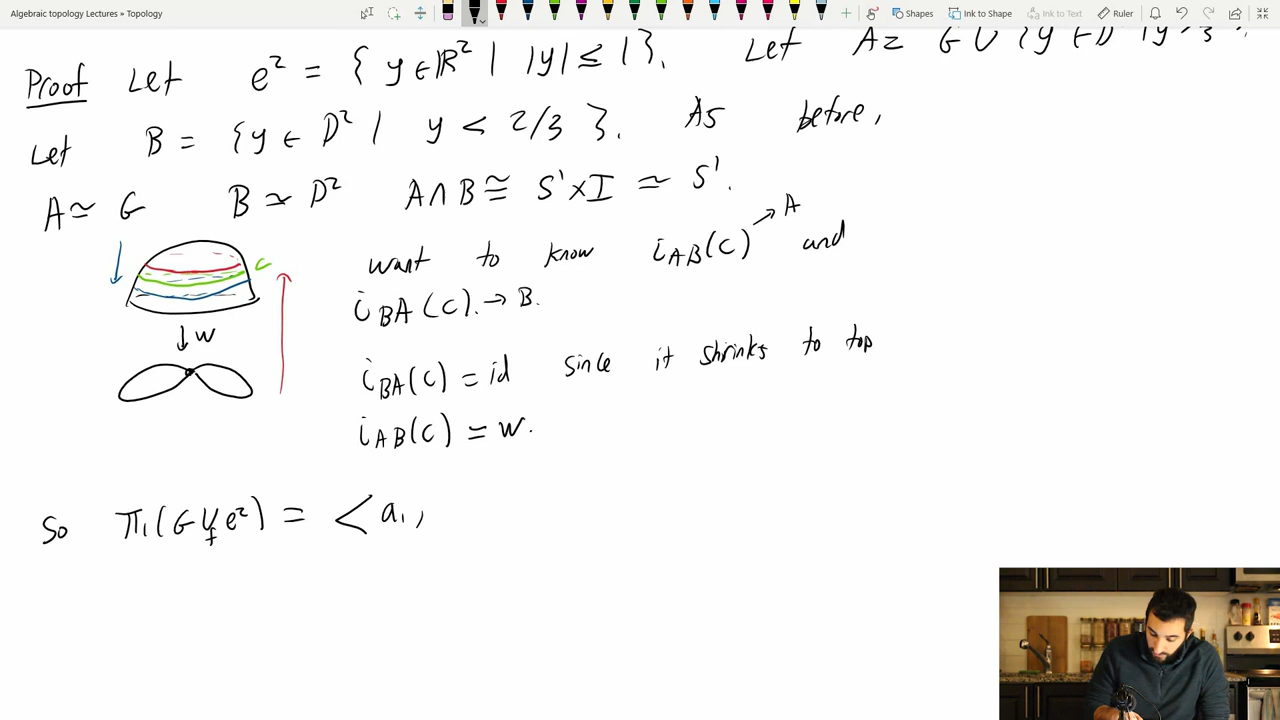 Algebraic topology Lectures » Topology
Shapes Ink to Shape Ink to Text Ruler
Proof Let e² = { y ∈ ℝ² | |y| ≤ 1 }. Let A = G ∪ { y ∈ D² | y >
Let B = { y ∈ D² | y < 2/3 }. As before,
A ≃ G B ≃ D² A ∩ B ≅ S¹ × I ≃ S¹.
want to know i_AB(c) → A and
i_BA(c). → B.
c
↓ w
i_BA(c) = id since it shrinks to top
i_AB(c) ≃ w.
So π₁(G ∪_f e²) = < a₁,